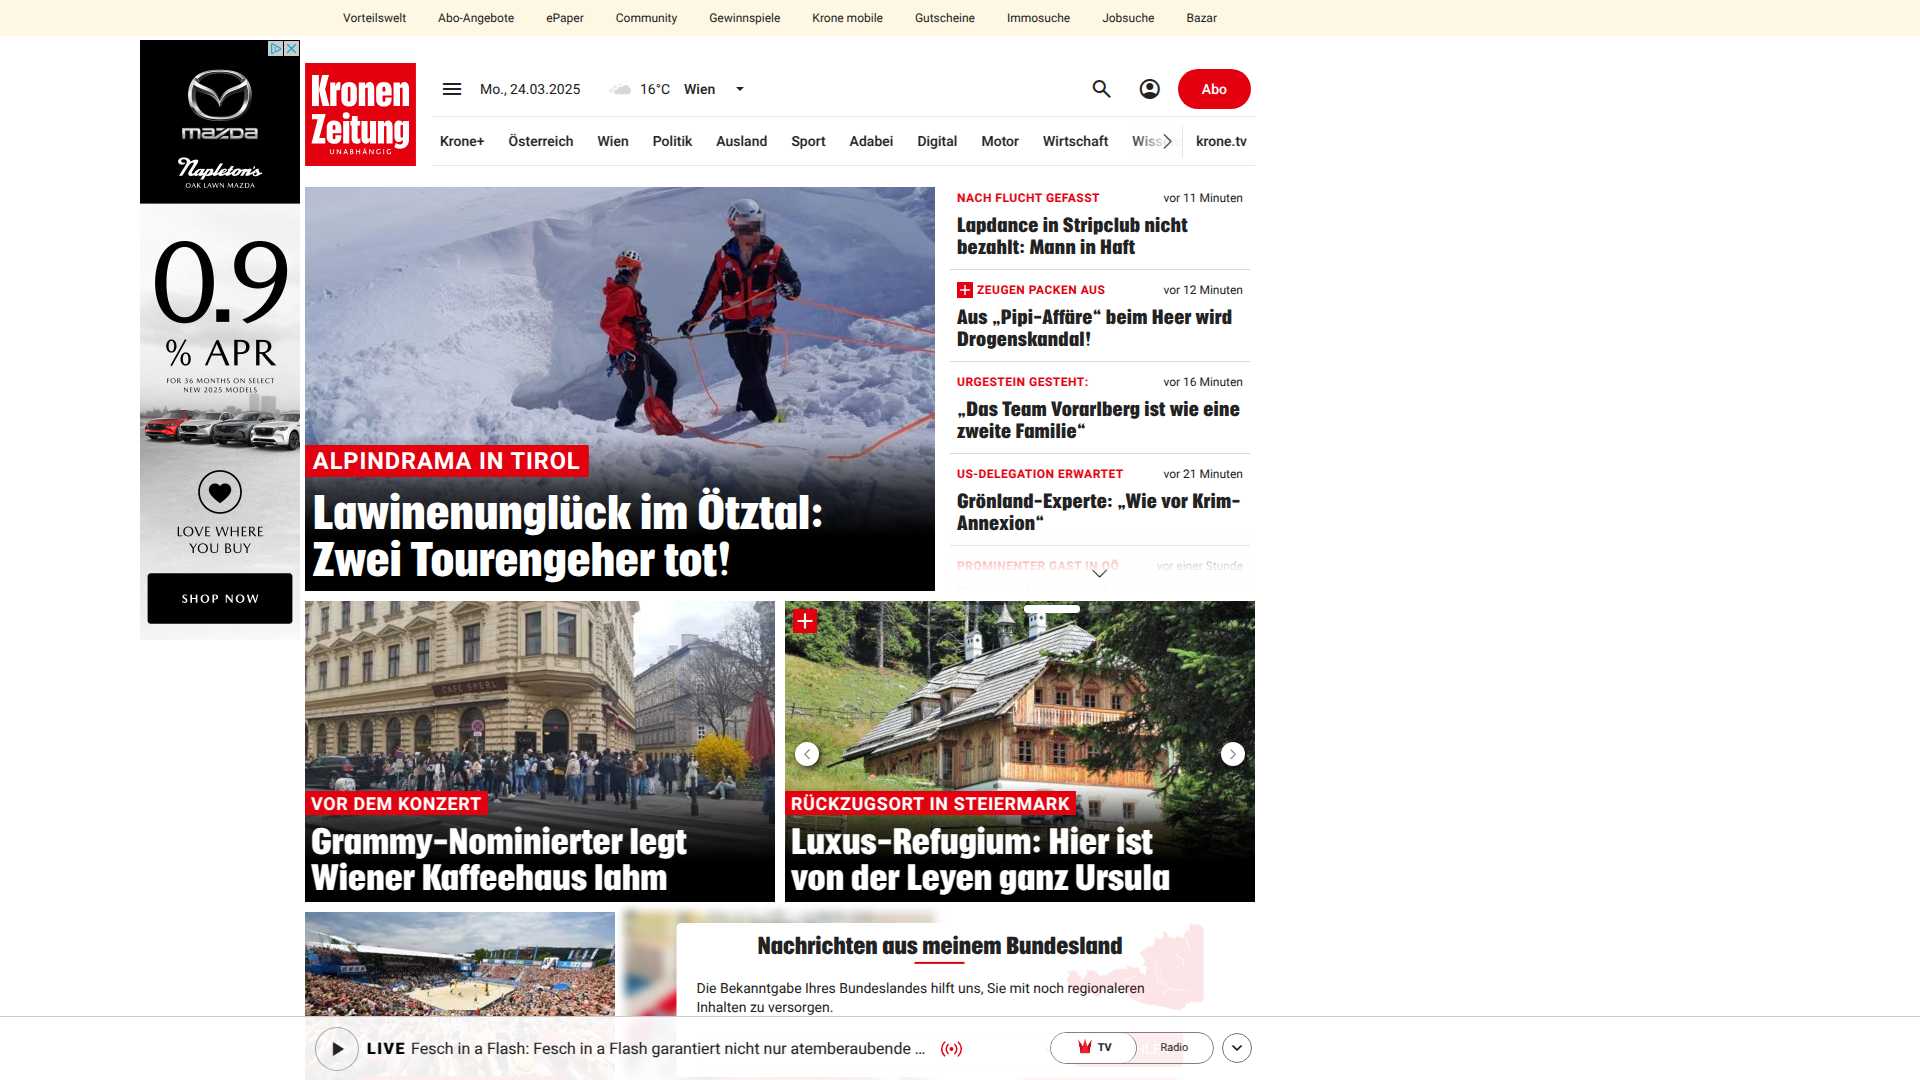 Vorteilswelt Abo-Angebote ePaper Community Gewinnspiele Krone mobile Gutscheine Immosuche Jobsuche Bazar
mazda
Napleton's
OAK LAWN MAZDA
0.9
% APR
FOR 36 MONTHS ON SELECT
NEW 2025 MODELS
LOVE WHERE
YOU BUY
SHOP NOW
Kronen
Zeitung
UNABHÄNGIG
Mo., 24.03.2025 16°C Wien
Abo
Krone+ Österreich Wien Politik Ausland Sport Adabei Digital Motor Wirtschaft Wiss krone.tv
ALPINDRAMA IN TIROL
Lawinenunglück im Ötztal:
Zwei Tourengeher tot!
NACH FLUCHT GEFASST vor 11 Minuten
Lapdance in Stripclub nicht
bezahlt: Mann in Haft
ZEUGEN PACKEN AUS vor 12 Minuten
Aus „Pipi-Affäre“ beim Heer wird
Drogenskandal!
URGESTEIN GESTEHT: vor 16 Minuten
„Das Team Vorarlberg ist wie eine
zweite Familie“
US-DELEGATION ERWARTET vor 21 Minuten
Grönland-Experte: „Wie vor Krim-
Annexion“
PROMINENTER GAST IN OÖ vor einer Stunde
CAFE SPERL
VOR DEM KONZERT
Grammy-Nominierter legt
Wiener Kaffeehaus lahm
RÜCKZUGSORT IN STEIERMARK
Luxus-Refugium: Hier ist
von der Leyen ganz Ursula
Nachrichten aus meinem Bundesland
Die Bekanntgabe Ihres Bundeslandes hilft uns, Sie mit noch regionaleren
Inhalten zu versorgen.
LIVE Fesch in a Flash: Fesch in a Flash garantiert nicht nur atemberaubende ...
TV Radio